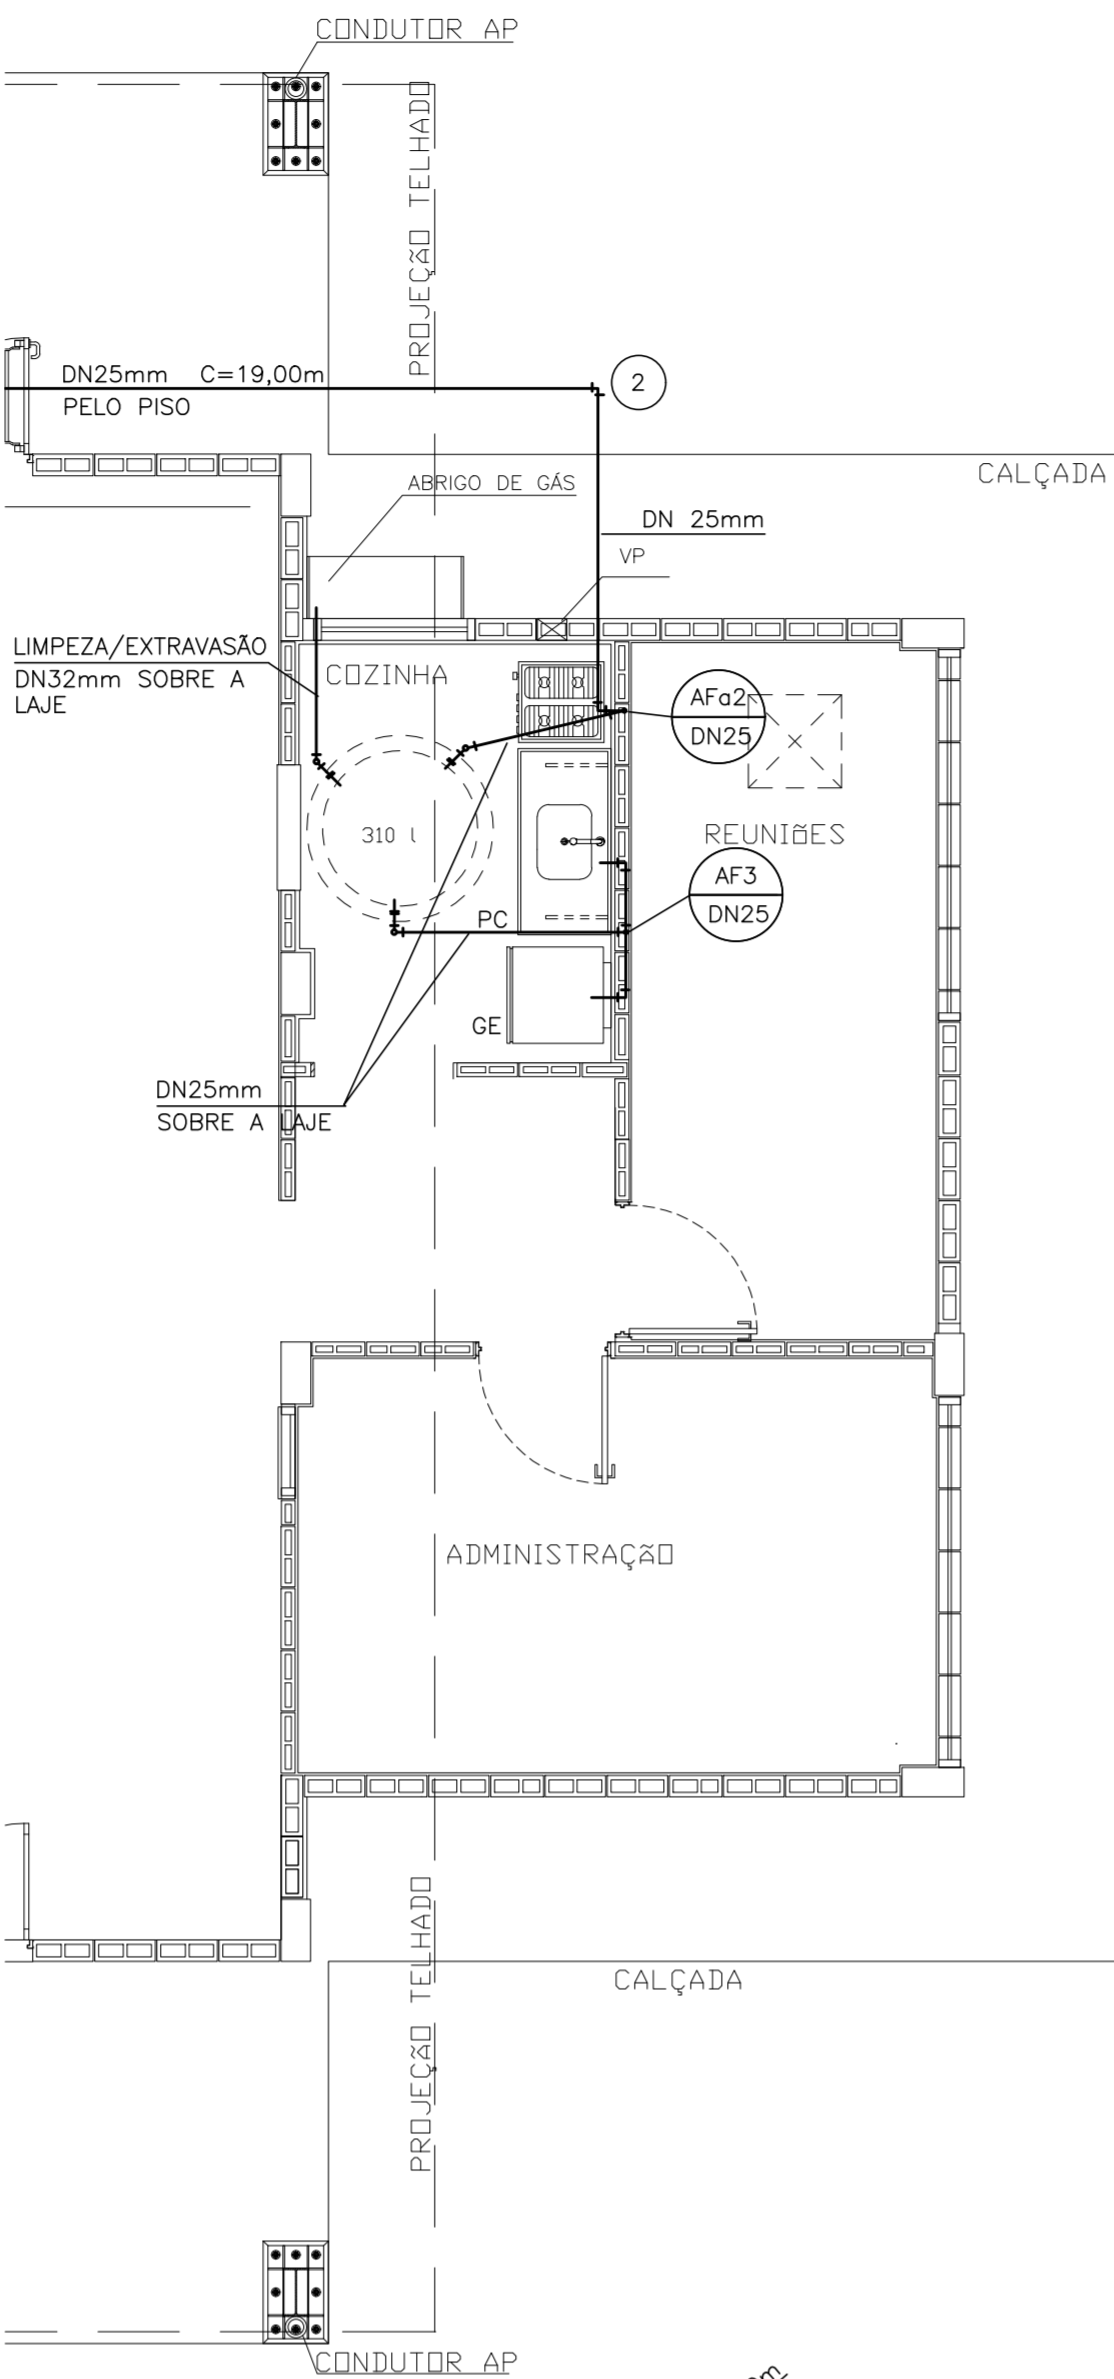 CONDUTOR AP
PROJEÇÃO TELHADO
DN25mm C=19,00m
PELO PISO
2
CALÇADA
ABRIGO DE GÁS
DN 25mm
VP
LIMPEZA/EXTRAVASÃO
DN32mm SOBRE A
LAJE
COZINHA
AFa2
DN25
310 l
REUNIÕES
AF3
DN25
PC
GE
DN25mm
SOBRE A LAJE
ADMINISTRAÇÃO
PROJEÇÃO TELHADO
CALÇADA
CONDUTOR AP